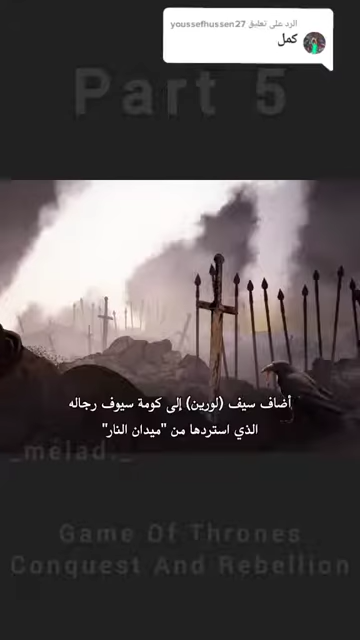 الرد على تعليق youssefhussen27
كمل
Part 5
أضاف سيف (لورين) إلى كومة سيوف رجاله
الذي استردها من "ميدان النار"
_mélad._
Game Of Thrones
Conquest And Rebellion